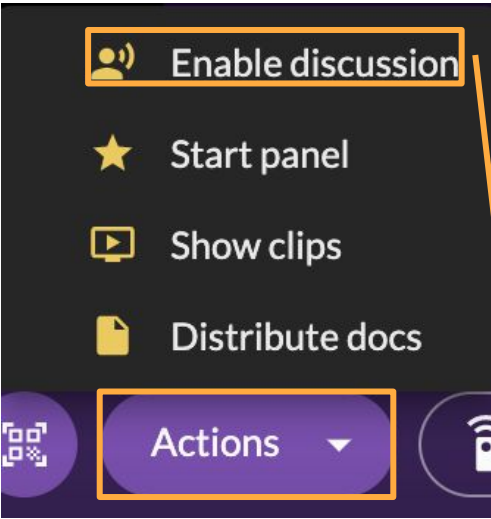 Enable discussion
Start panel
Show clips
Distribute docs
Actions